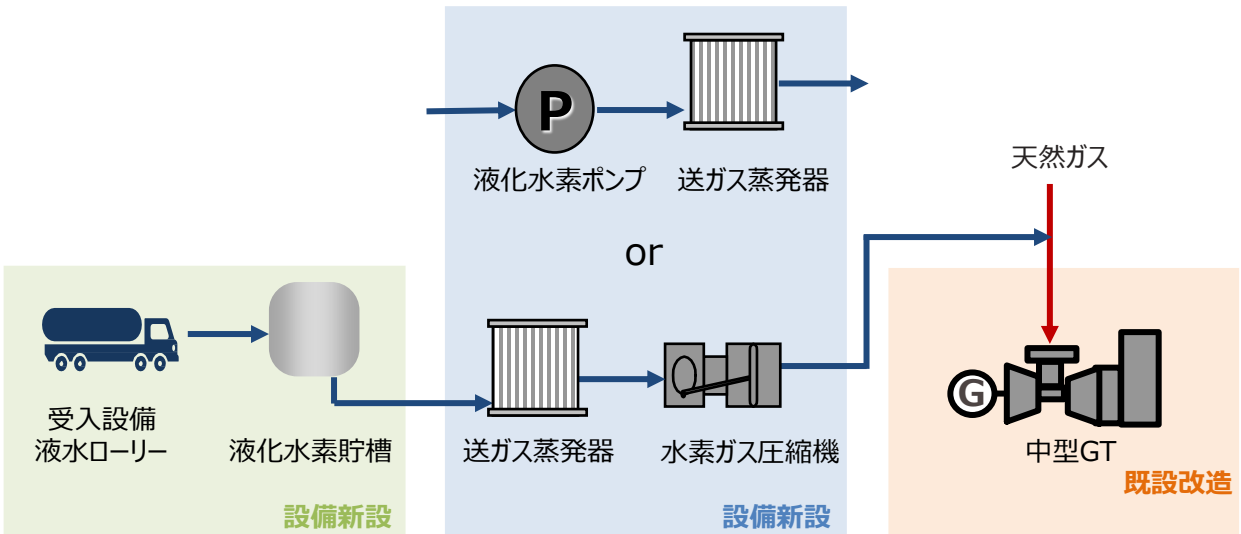 P
液化水素ポンプ
送ガス蒸発器
天然ガス
or
受入設備
液水ローリー
液化水素貯槽
設備新設
送ガス蒸発器
水素ガス圧縮機
設備新設
G
中型GT
既設改造